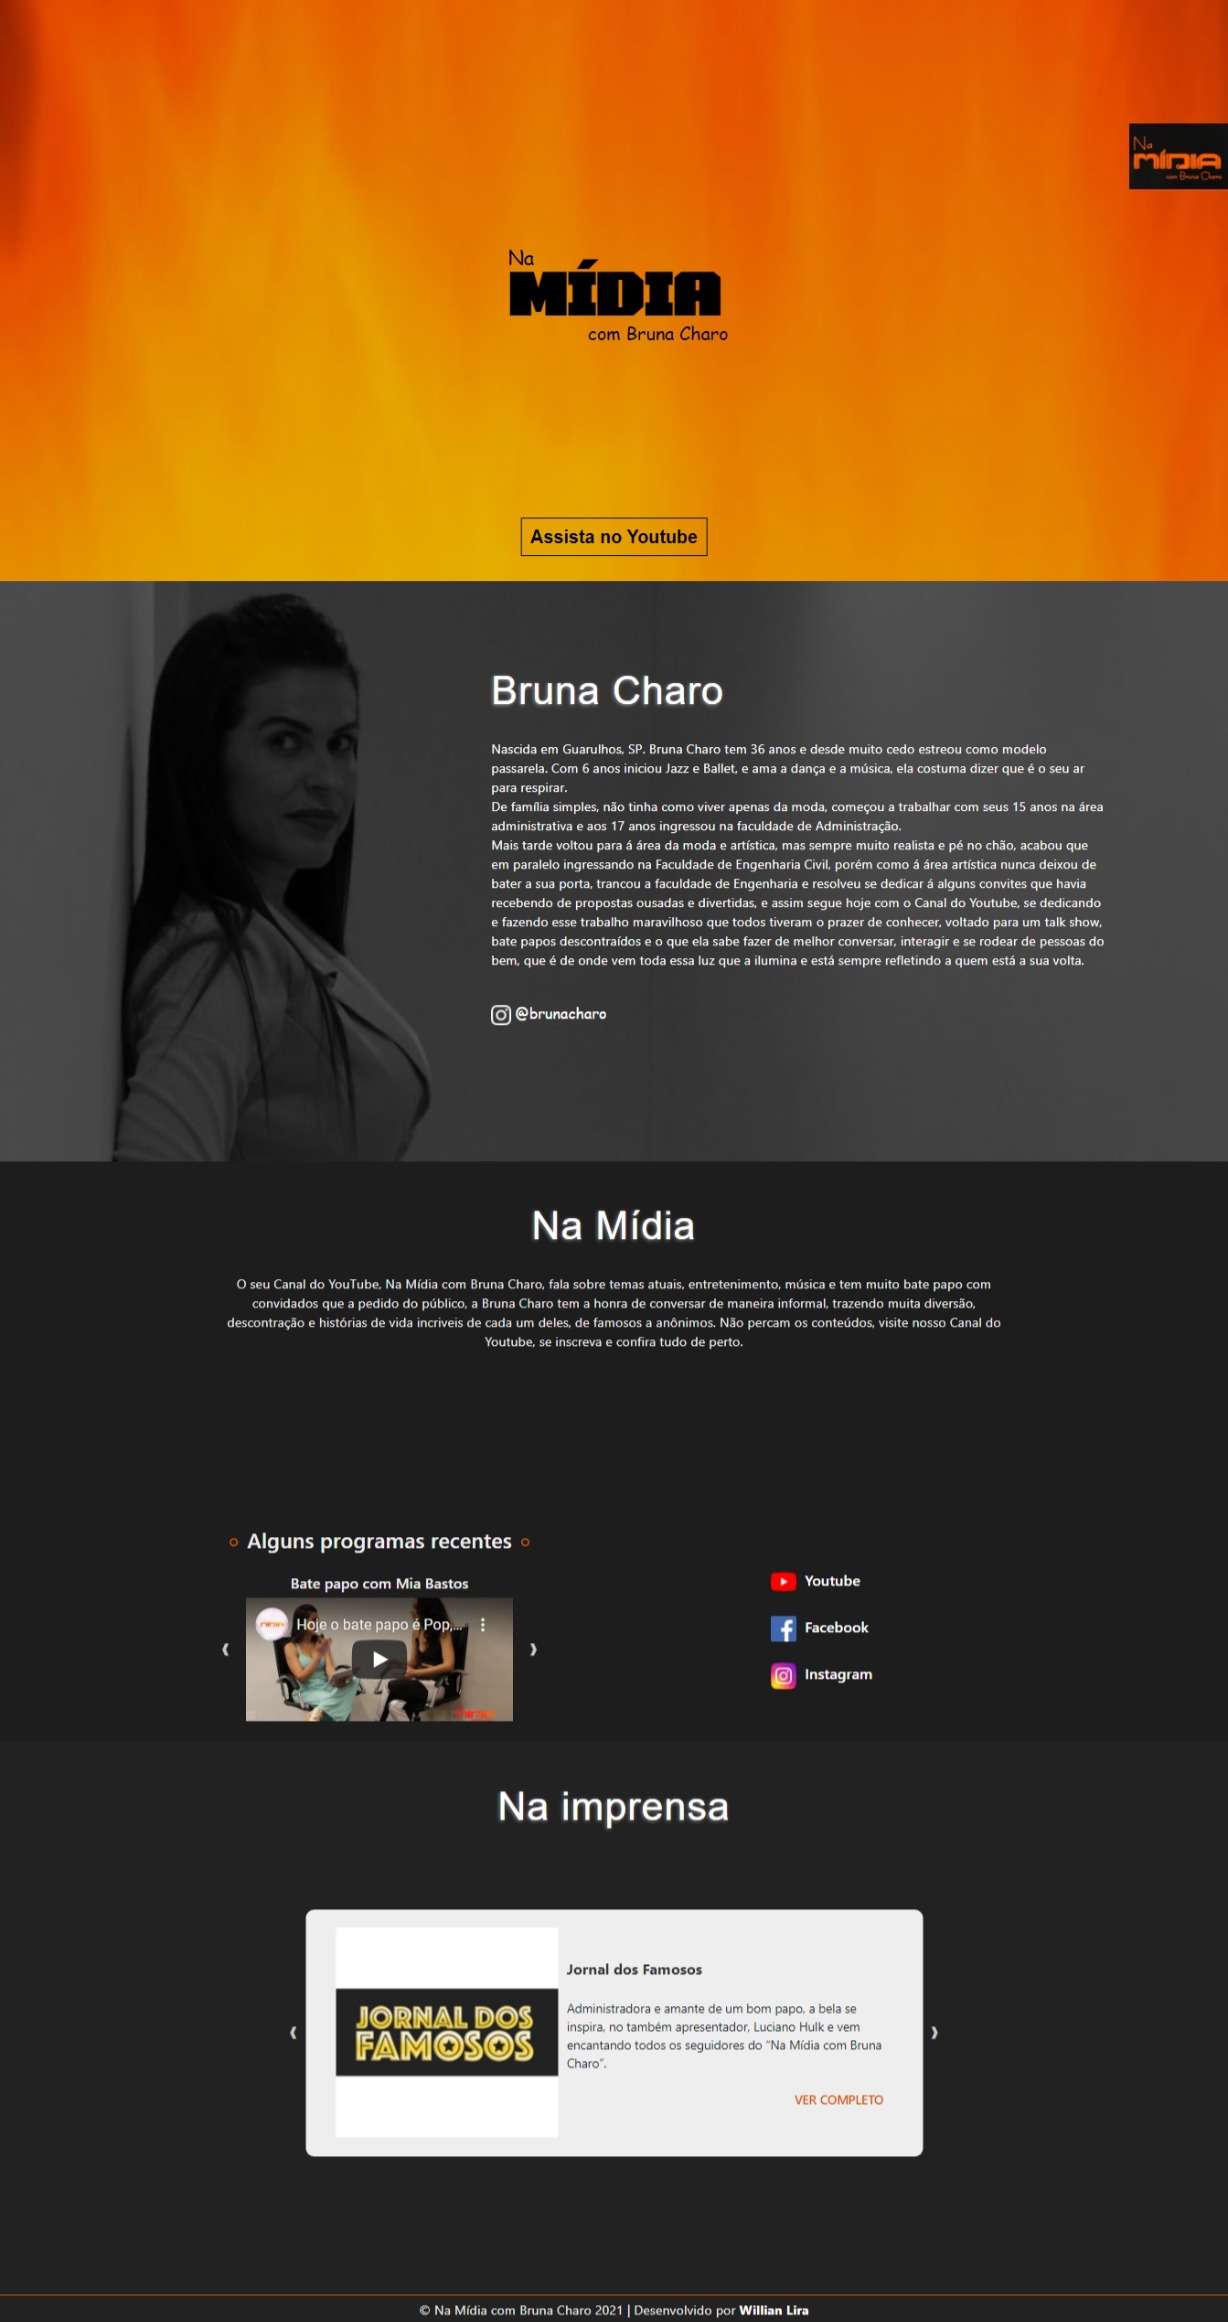 Na
MÍDIA
com Bruna Charo
Na
MÍDIA
com Bruna Charo
Assista no Youtube
Bruna Charo
Nascida em Guarulhos, SP. Bruna Charo tem 36 anos e desde muito cedo estreou como modelo
passarela. Com 6 anos iniciou Jazz e Ballet, e ama a dança e a música, ela costuma dizer que é o seu ar
para respirar.
De família simples, não tinha como viver apenas da moda, começou a trabalhar com seus 15 anos na área
administrativa e aos 17 anos ingressou na faculdade de Administração.
Mais tarde voltou para á área da moda e artística, mas sempre muito realista e pé no chão, acabou que
em paralelo ingressando na Faculdade de Engenharia Civil, porém como á área artística nunca deixou de
bater a sua porta, trancou a faculdade de Engenharia e resolveu se dedicar á alguns convites que havia
recebendo de propostas ousadas e divertidas, e assim segue hoje com o Canal do Youtube, se dedicando
e fazendo esse trabalho maravilhoso que todos tiveram o prazer de conhecer, voltado para um talk show,
bate papos descontraídos e o que ela sabe fazer de melhor conversar, interagir e se rodear de pessoas do
bem, que é de onde vem toda essa luz que a ilumina e está sempre refletindo a quem está a sua volta.
@brunacharo
Na Mídia
O seu Canal do YouTube, Na Mídia com Bruna Charo, fala sobre temas atuais, entretenimento, música e tem muito bate papo com
convidados que a pedido do público, a Bruna Charo tem a honra de conversar de maneira informal, trazendo muita diversão,
descontração e histórias de vida incriveis de cada um deles, de famosos a anônimos. Não percam os conteúdos, visite nosso Canal do
Youtube, se inscreva e confira tudo de perto.
Alguns programas recentes
Bate papo com Mia Bastos
MÍDIA
Hoje o bate papo é Pop,...
MÍDIA
Youtube
Facebook
Instagram
Na imprensa
JORNAL DOS
FAMOSOS
Jornal dos Famosos
Administradora e amante de um bom papo, a bela se
inspira, no também apresentador, Luciano Hulk e vem
encantando todos os seguidores do “Na Mídia com Bruna
Charo”.
VER COMPLETO
© Na Mídia com Bruna Charo 2021 | Desenvolvido por Willian Lira